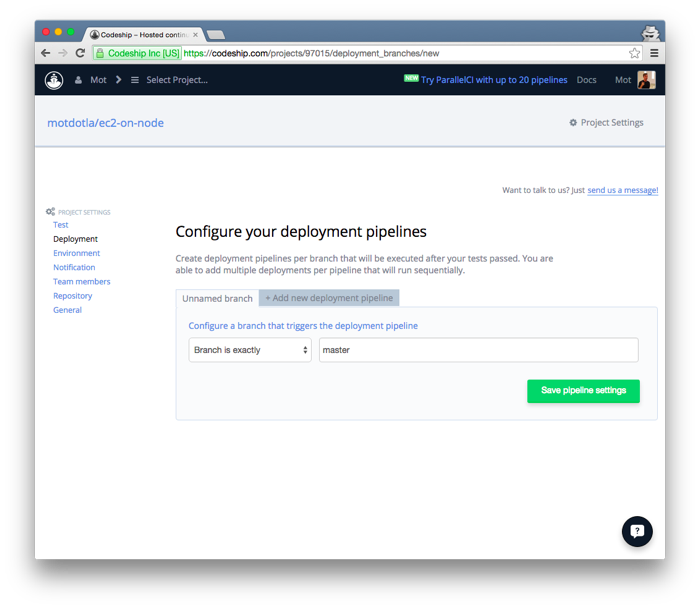 Codeship – Hosted contin
Codeship Inc [US] https://codeship.com/projects/97015/deployment_branches/new
Mot Select Project... NEW Try ParallelCI with up to 20 pipelines Docs Mot
motdotla/ec2-on-node Project Settings
Want to talk to us? Just send us a message!
PROJECT SETTINGS
Test
Deployment
Environment
Notification
Team members
Repository
General
Configure your deployment pipelines
Create deployment pipelines per branch that will be executed after your tests passed. You are
able to add multiple deployments per pipeline that will run sequentially.
Unnamed branch + Add new deployment pipeline
Configure a branch that triggers the deployment pipeline
Branch is exactly master
Save pipeline settings
?